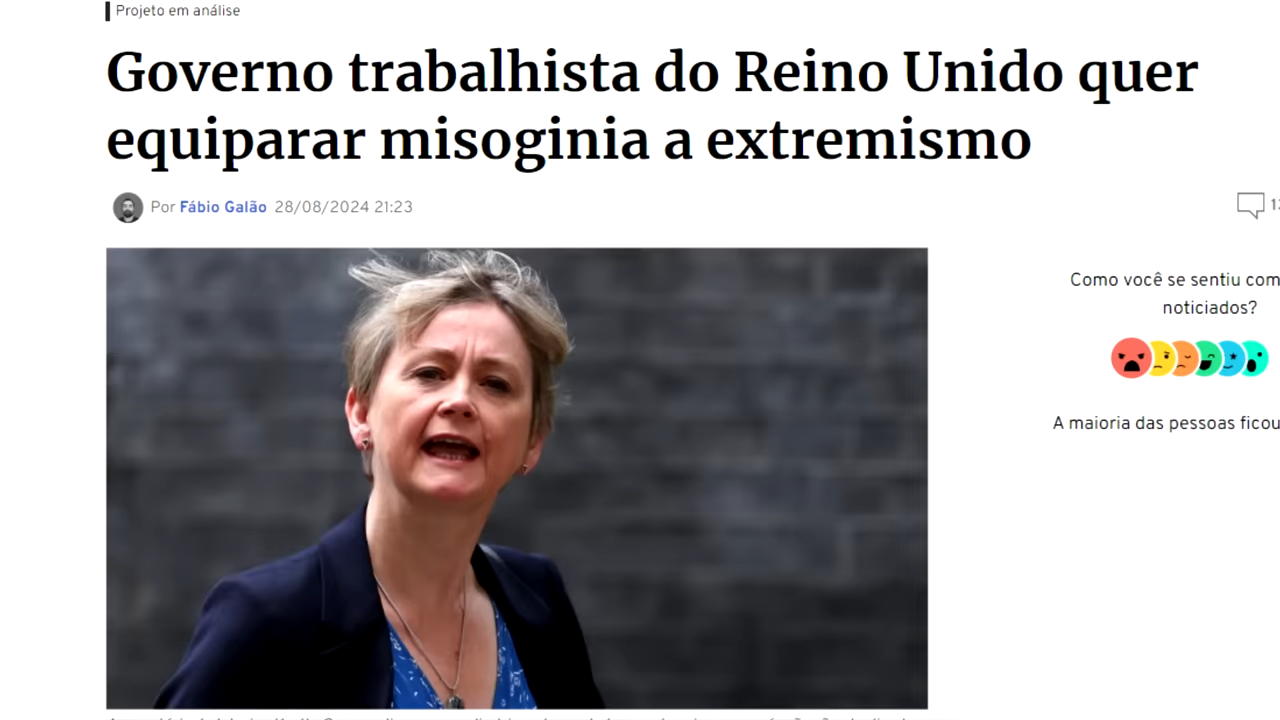 Projeto em análise
Governo trabalhista do Reino Unido quer
equiparar misoginia a extremismo
Por Fábio Galão 28/08/2024 21:23
Como você se sentiu com
noticiados?
A maioria das pessoas ficou